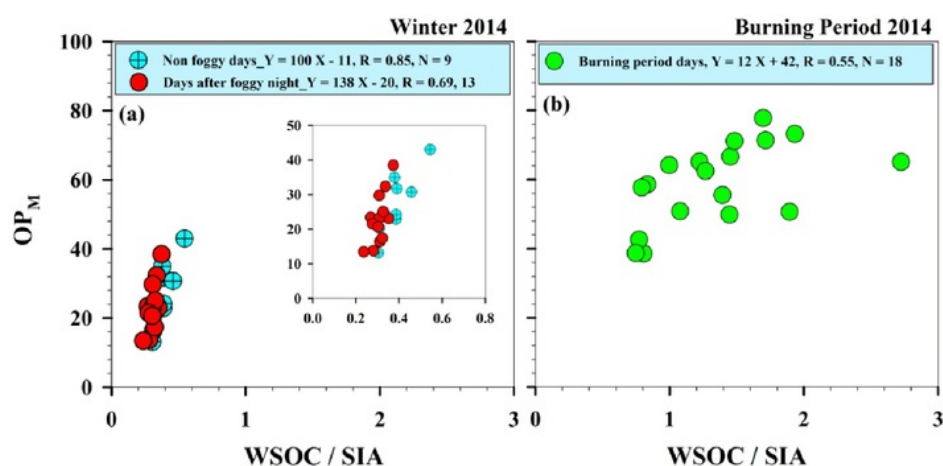 Winter 2014
Burning Period 2014
100
80
60
40
20
0
OPM
Non foggy days_Y = 100 X - 11, R = 0.85, N = 9
Days after foggy night_Y = 138 X - 20, R = 0.69, 13
(a)
50
40
30
20
10
0
0.0 0.2 0.4 0.6 0.8
0 1 2 3
WSOC / SIA
Burning period days, Y = 12 X + 42, R = 0.55, N = 18
(b)
0 1 2 3
WSOC / SIA